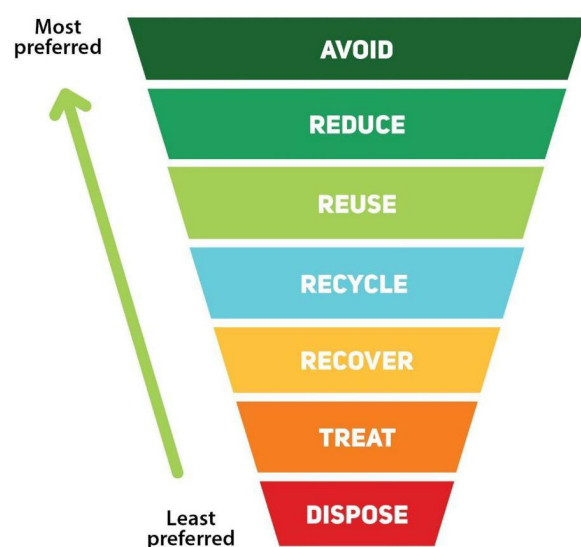 Most
preferred
AVOID
REDUCE
REUSE
RECYCLE
RECOVER
TREAT
DISPOSE
Least
preferred